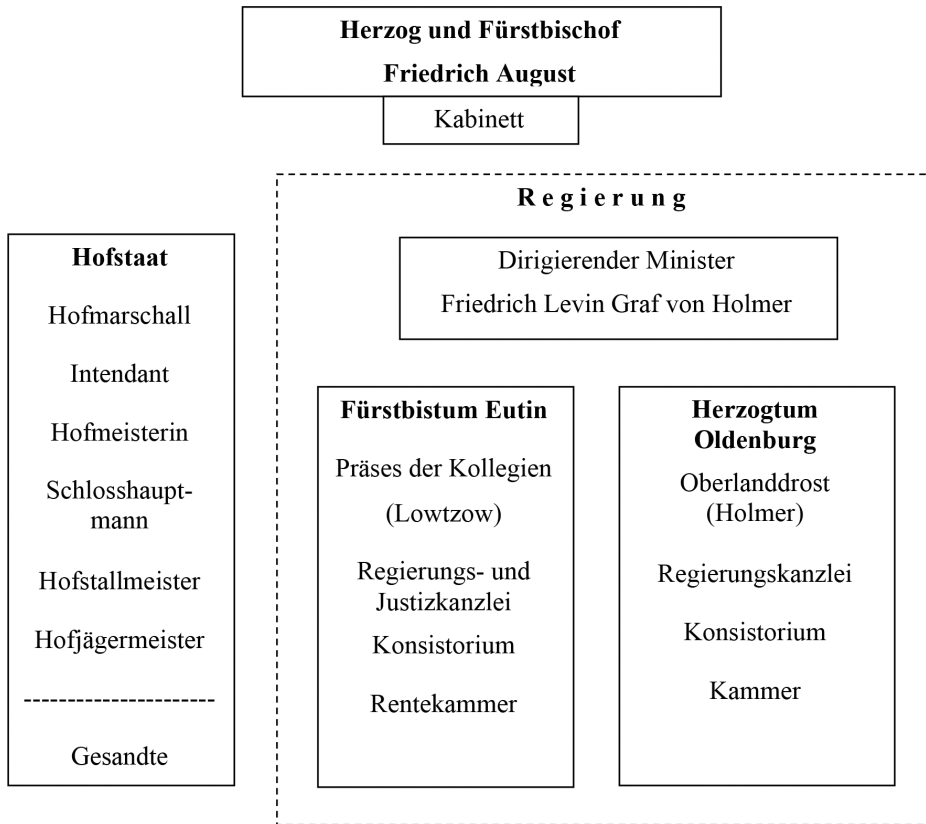 Herzog und Fürstbischof
Friedrich August
Kabinett
Hofstaat
Hofmarschall
Intendant
Hofmeisterin
Schlosshaupt-
mann
Hofstallmeister
Hofjägermeister
Gesandte
R e g i e r u n g
Dirigierender Minister
Friedrich Levin Graf von Holmer
Fürstbistum Eutin
Präses der Kollegien
(Lowtzow)
Regierungs- und
Justizkanzlei
Konsistorium
Rentekammer
Herzogtum
Oldenburg
Oberlanddrost
(Holmer)
Regierungskanzlei
Konsistorium
Kammer